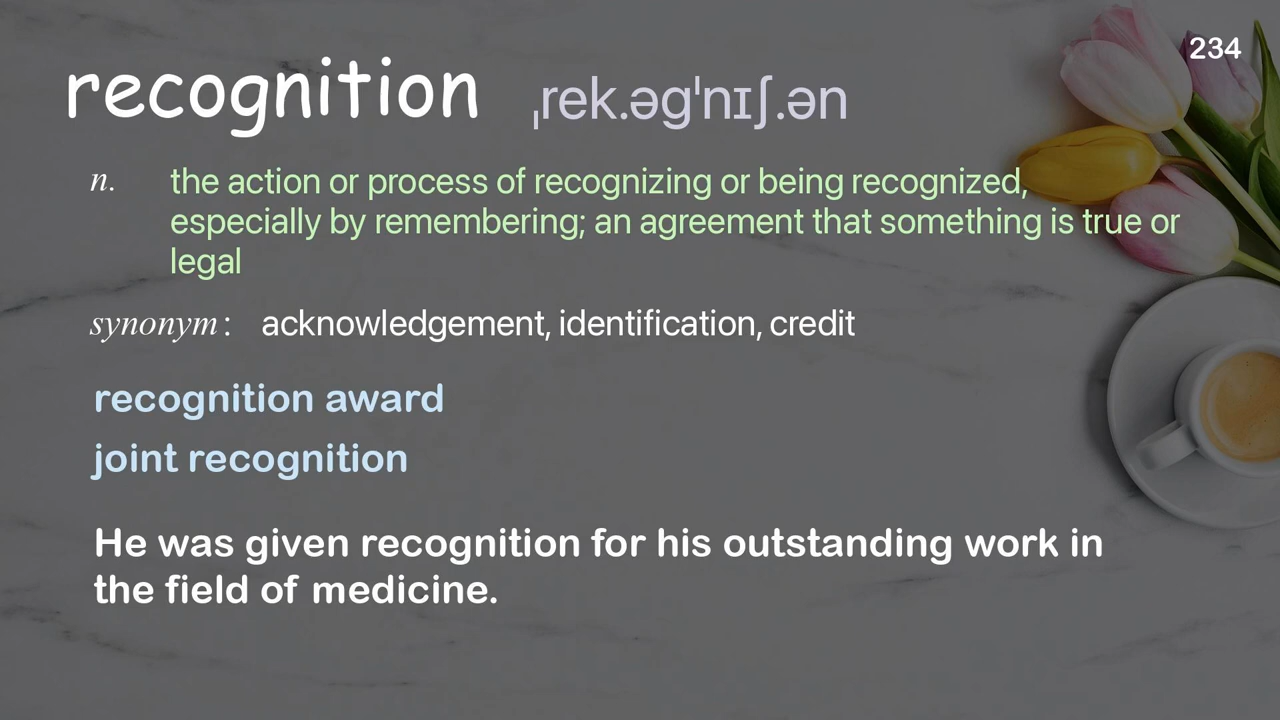 234
recognition ˌrek.əgˈnɪʃ.ən
n. the action or process of recognizing or being recognized,
especially by remembering; an agreement that something is true or
legal
synonym: acknowledgement, identification, credit
recognition award
joint recognition
He was given recognition for his outstanding work in
the field of medicine.